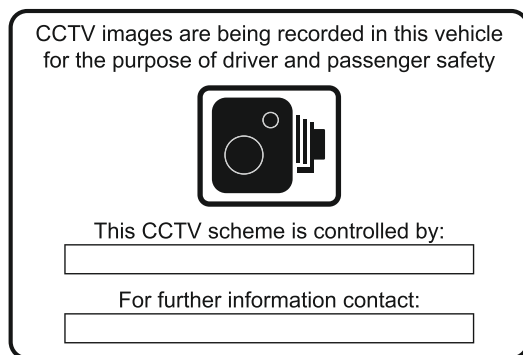 CCTV images are being recorded in this vehicle
for the purpose of driver and passenger safety
This CCTV scheme is controlled by:
For further information contact: